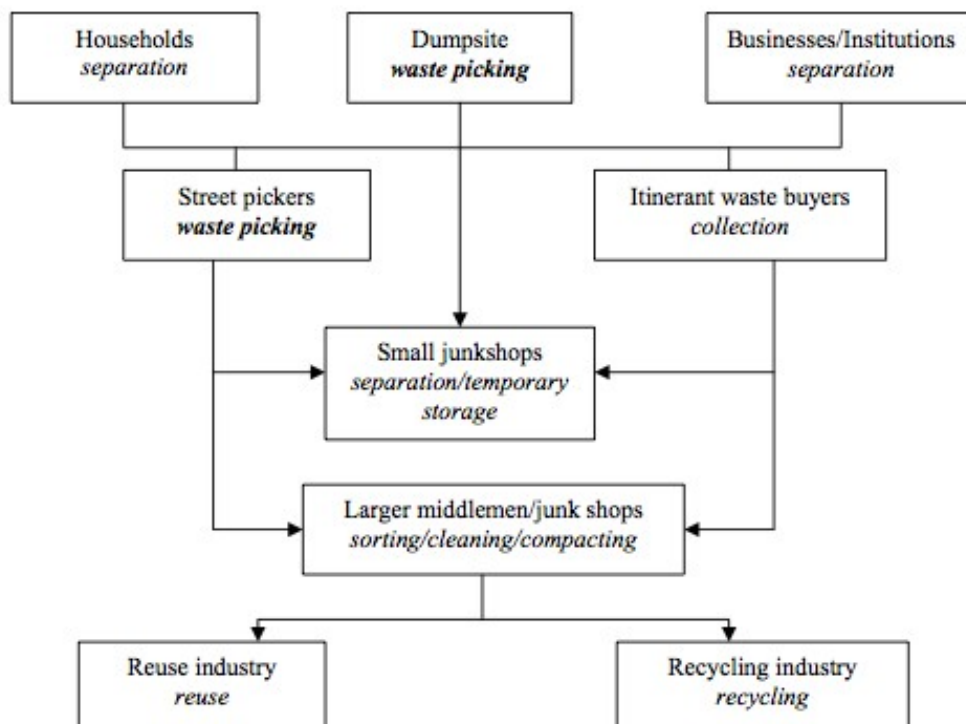 Households
separation
Dumpsite
waste picking
Businesses/Institutions
separation
Street pickers
waste picking
Itinerant waste buyers
collection
Small junkshops
separation/temporary
storage
Larger middlemen/junk shops
sorting/cleaning/compacting
Reuse industry
reuse
Recycling industry
recycling